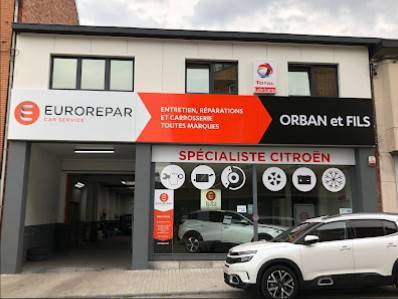 TOTAL
EUROREPAR
CAR SERVICE
ENTRETIEN, RÉPARATIONS
ET CARROSSERIE
TOUTES MARQUES
ORBAN et FILS
SPÉCIALISTE CITROËN